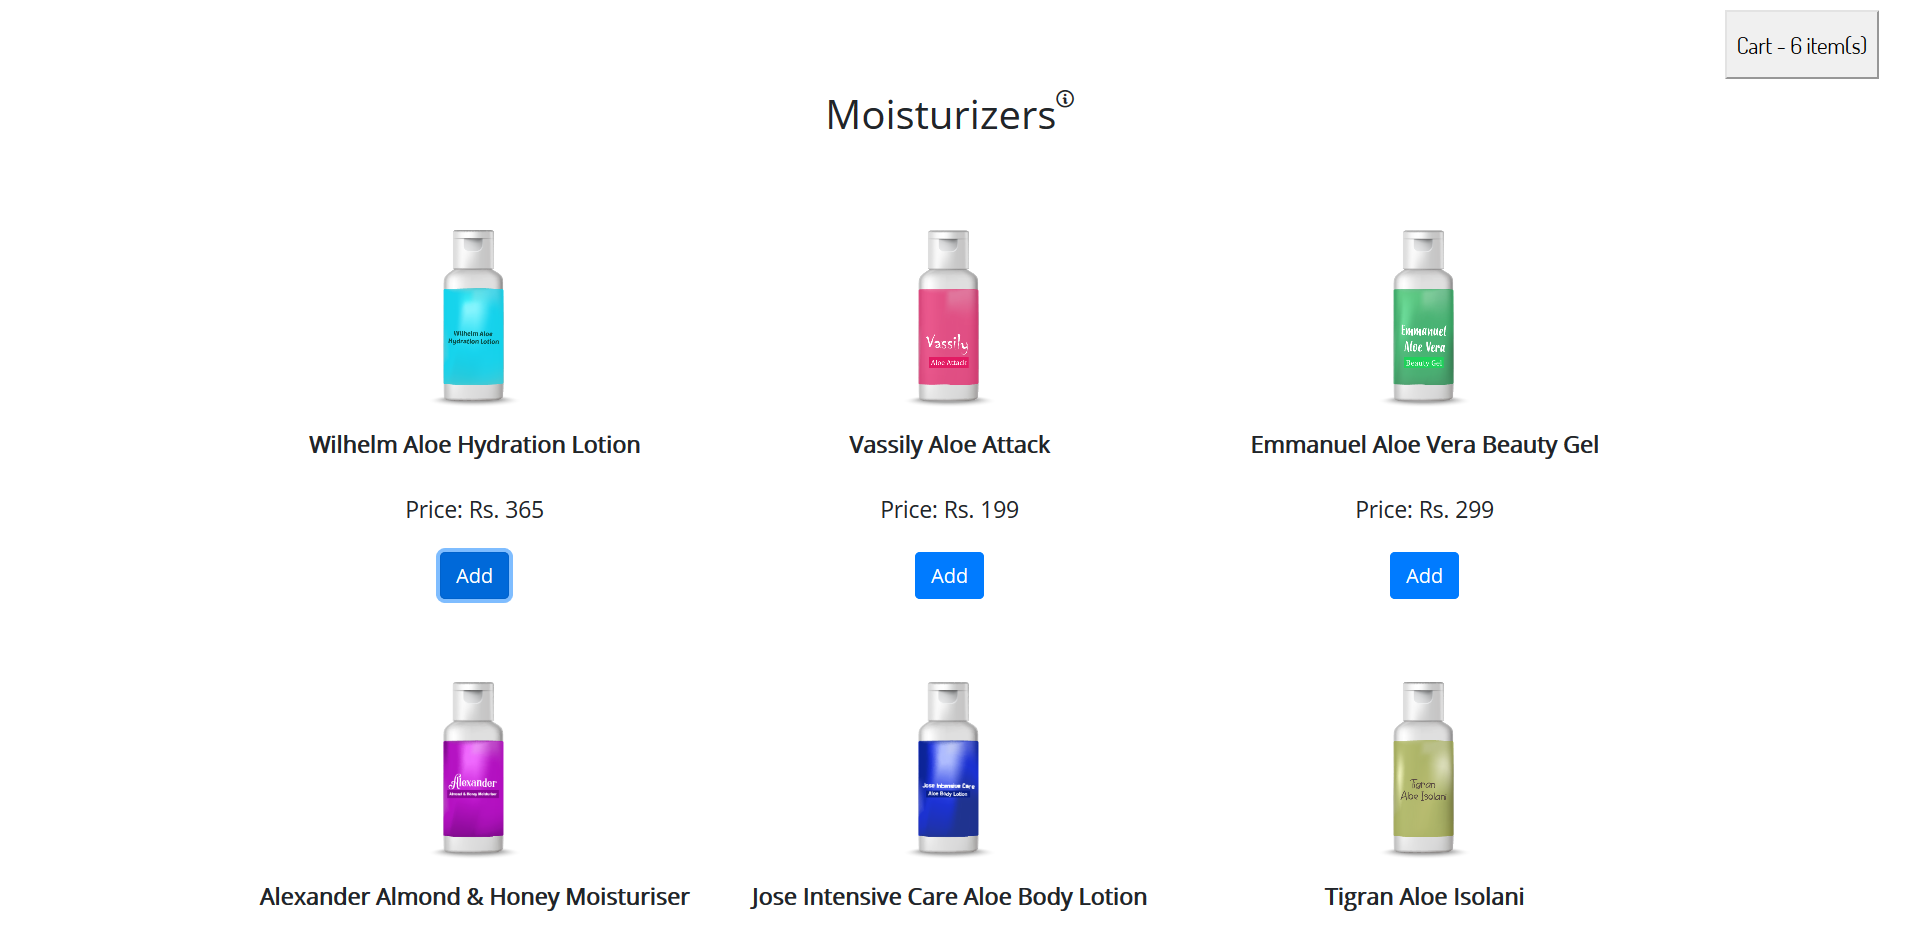 Cart - 6 item(s)
Moisturizers
Wilhelm Aloe
Hydration Lotion
Vassily
Aloe Attack
Emmanuel
Aloe Vera
Beauty Gel
Wilhelm Aloe Hydration Lotion
Vassily Aloe Attack
Emmanuel Aloe Vera Beauty Gel
Price: Rs. 365
Price: Rs. 199
Price: Rs. 299
Add
Add
Add
Alexander
Almond & Honey Moisturiser
Jose Intensive Care
Aloe Body Lotion
Tigran
Aloe Isolani
Alexander Almond & Honey Moisturiser
Jose Intensive Care Aloe Body Lotion
Tigran Aloe Isolani